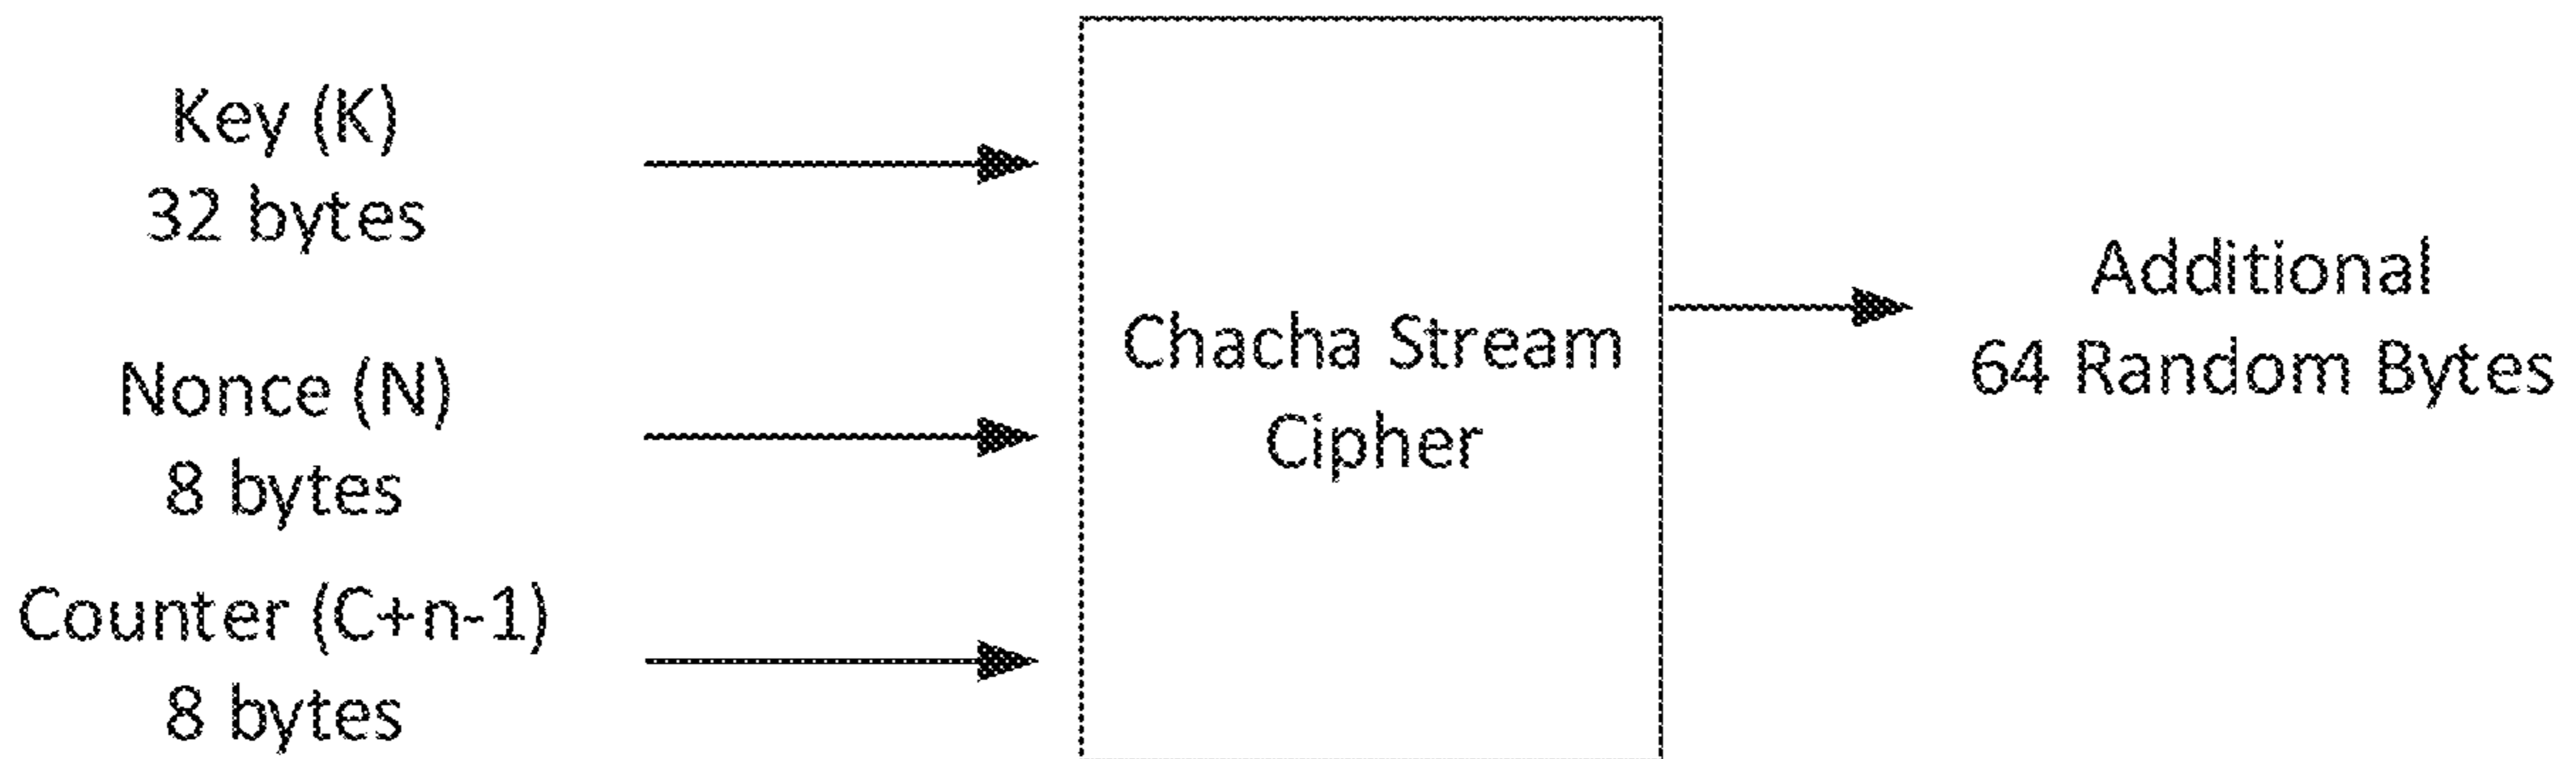 Key (K)
32 bytes
Nonce (N)
8 bytes
Counter (C+n-1)
8 bytes
Chacha Stream
Cipher
Additional
64 Random Bytes